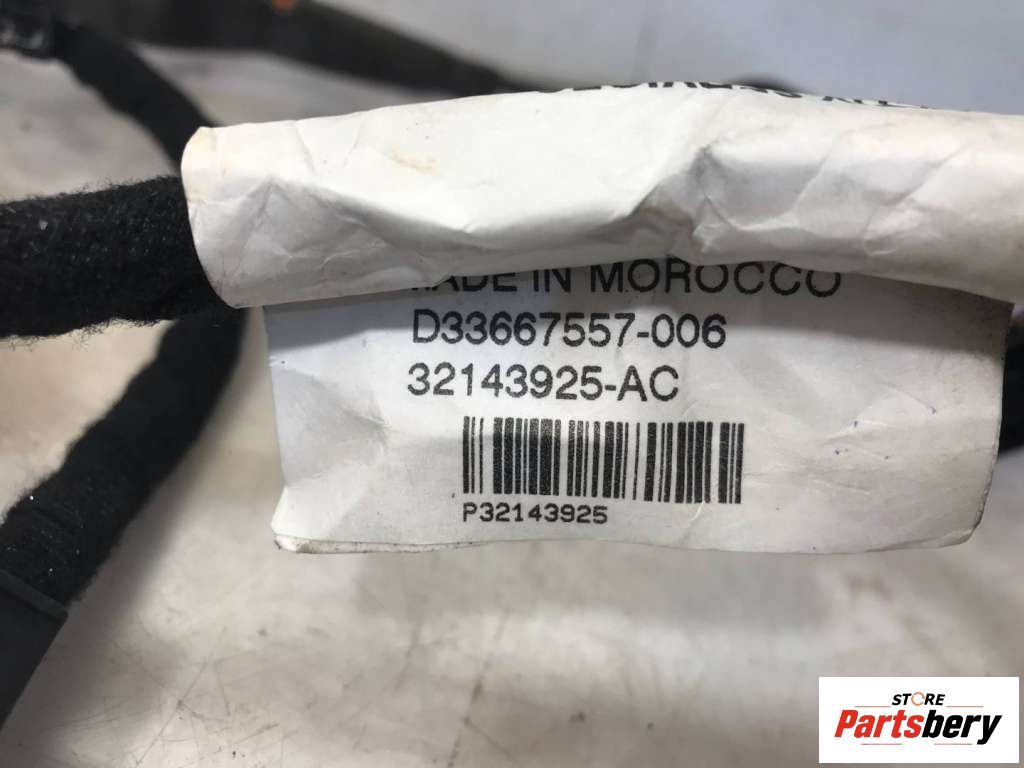 MADE IN MOROCCO
D33667557-006
32143925-AC
P32143925
STORE
Partsbery